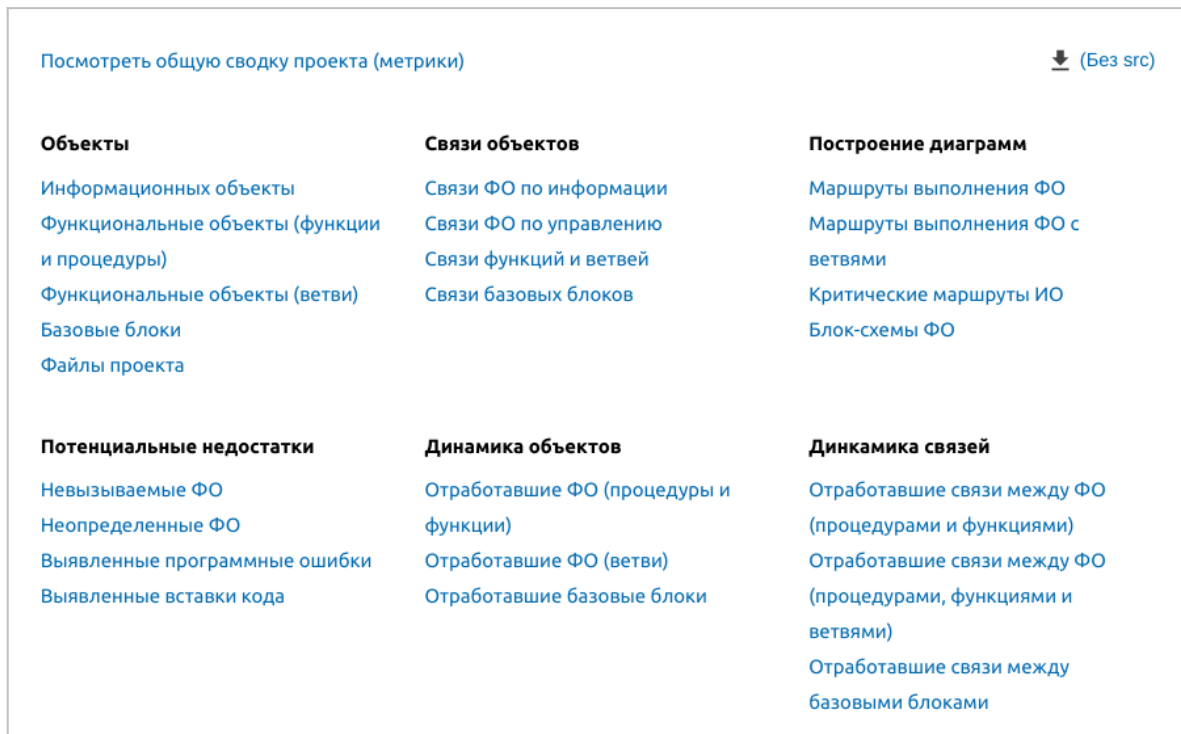 Посмотреть общую сводку проекта (метрики)
(Без src)
Объекты
Информационных объекты
Функциональные объекты (функции
и процедуры)
Функциональные объекты (ветви)
Базовые блоки
Файлы проекта
Связи объектов
Связи ФО по информации
Связи ФО по управлению
Связи функций и ветвей
Связи базовых блоков
Построение диаграмм
Маршруты выполнения ФО
Маршруты выполнения ФО с
ветвями
Критические маршруты ИО
Блок-схемы ФО
Потенциальные недостатки
Невызываемые ФО
Неопределенные ФО
Выявленные программные ошибки
Выявленные вставки кода
Динамика объектов
Отработавшие ФО (процедуры и
функции)
Отработавшие ФО (ветви)
Отработавшие базовые блоки
Динкамика связей
Отработавшие связи между ФО
(процедурами и функциями)
Отработавшие связи между ФО
(процедурами, функциями и
ветвями)
Отработавшие связи между
базовыми блоками